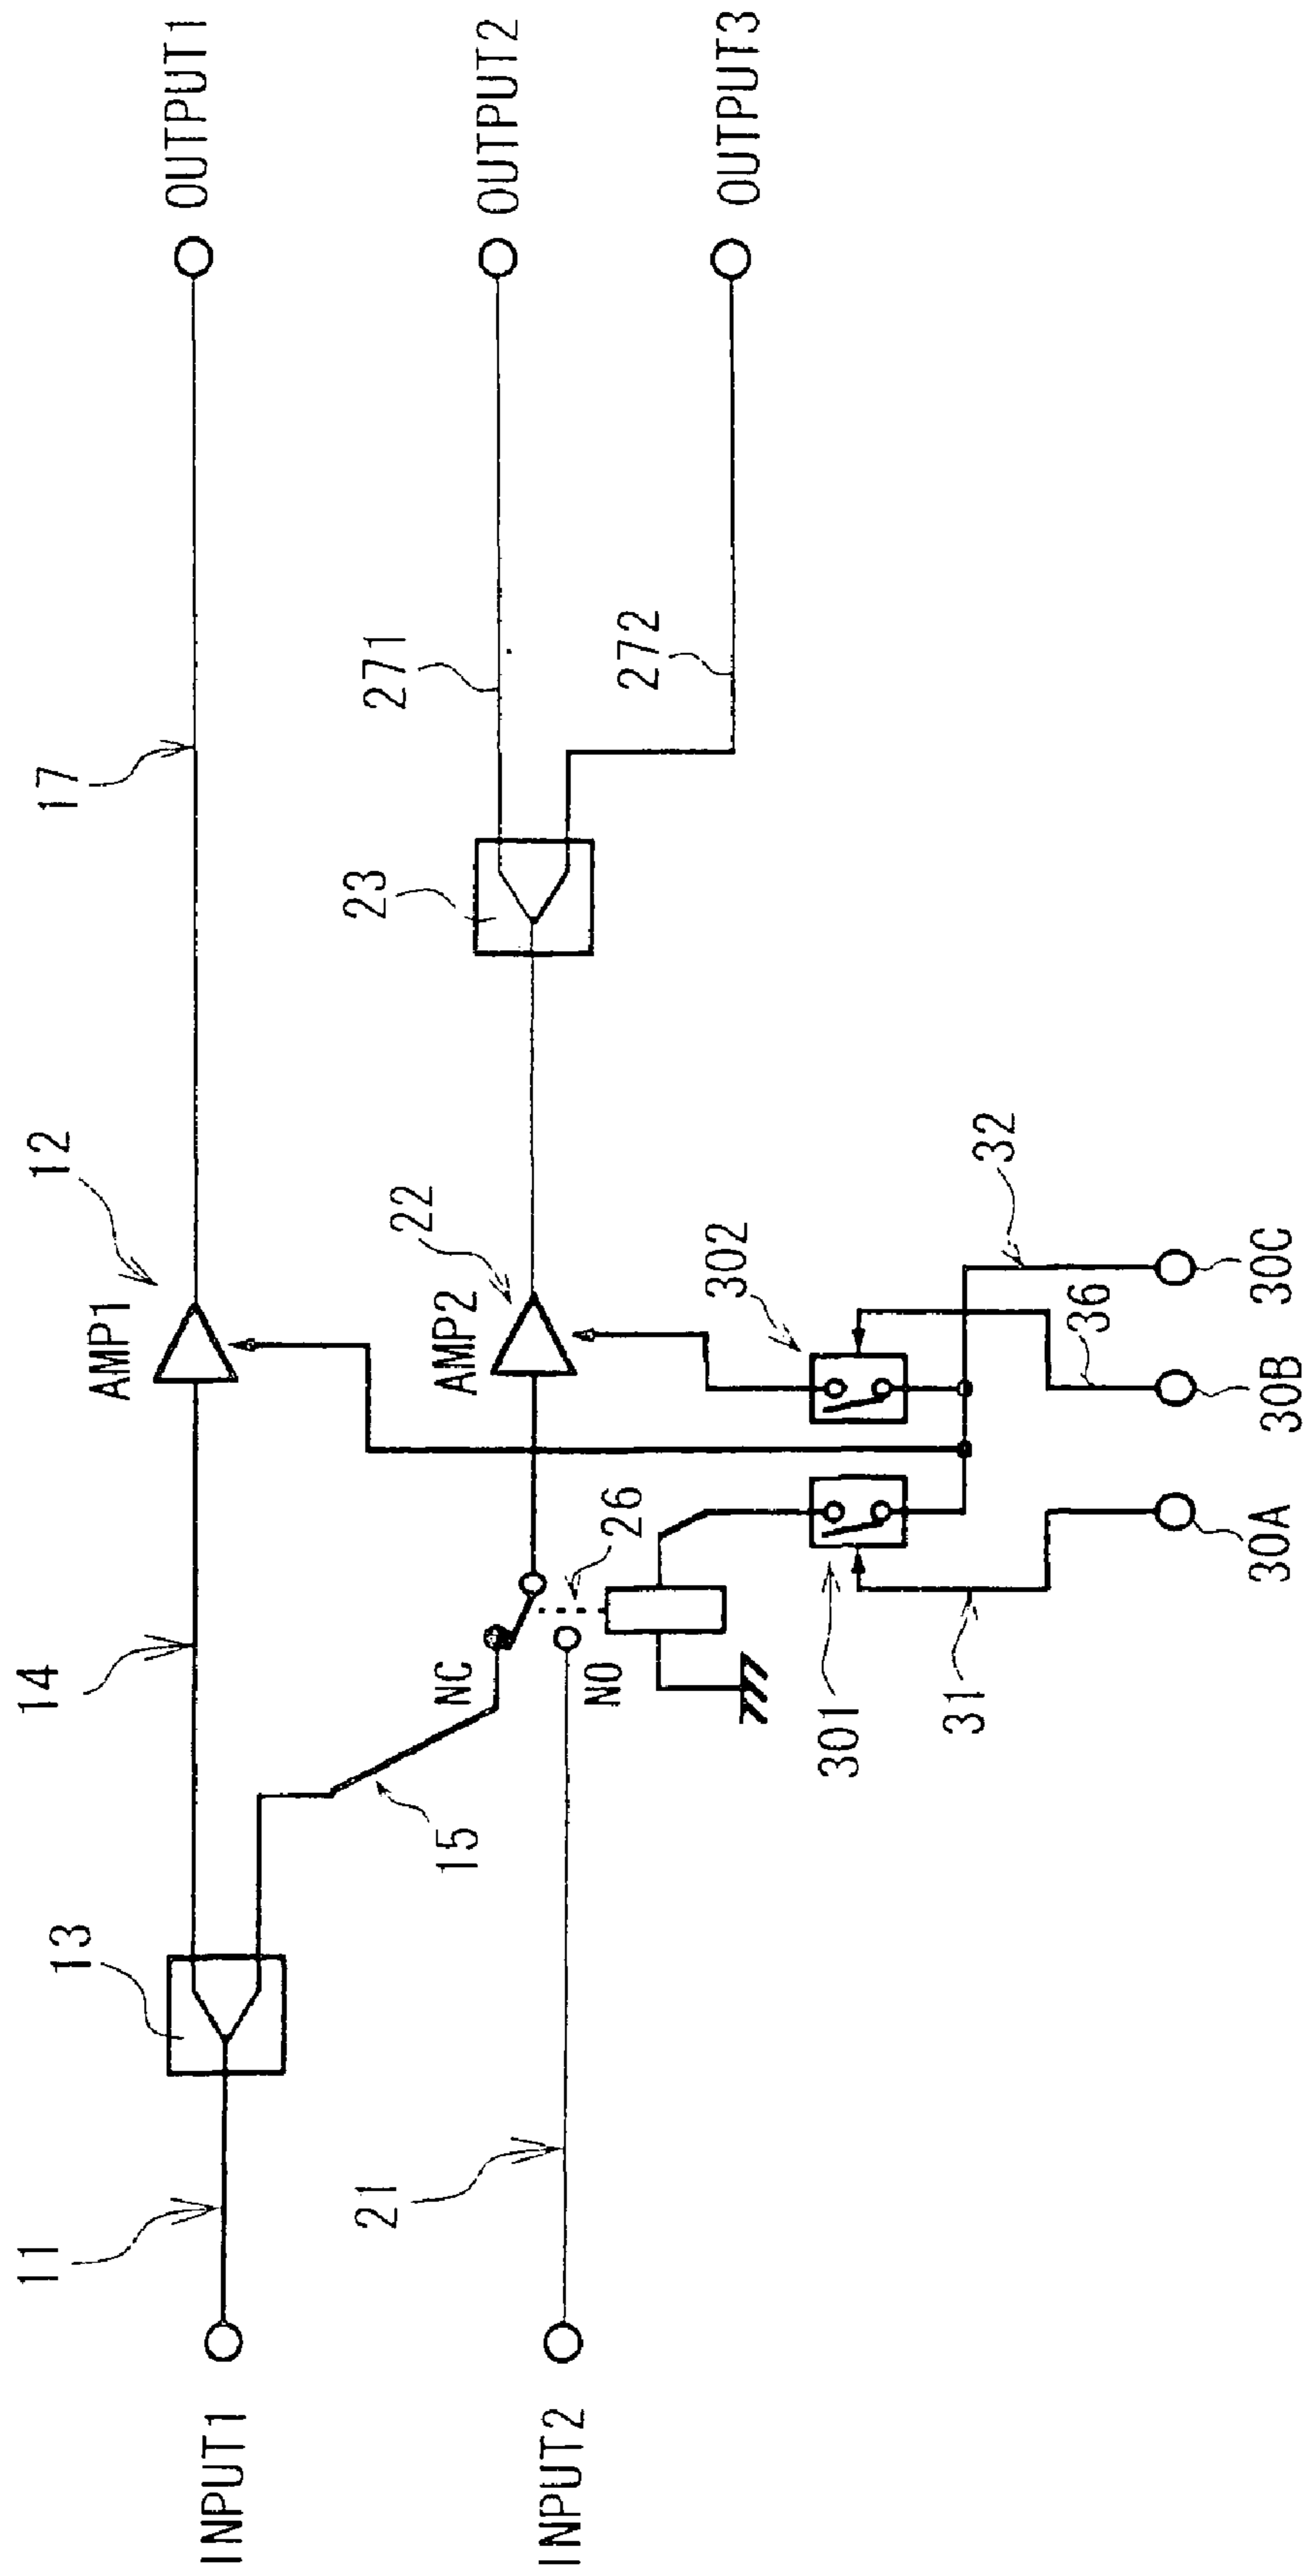 OUTPUT1
OUTPUT2
OUTPUT3
17
271
272
23
12
AMP1
22
AMP2
302
32
36
30C
30B
30A
26
14
NC
NO
15
301
31
13
11
21
INPUT1
INPUT2